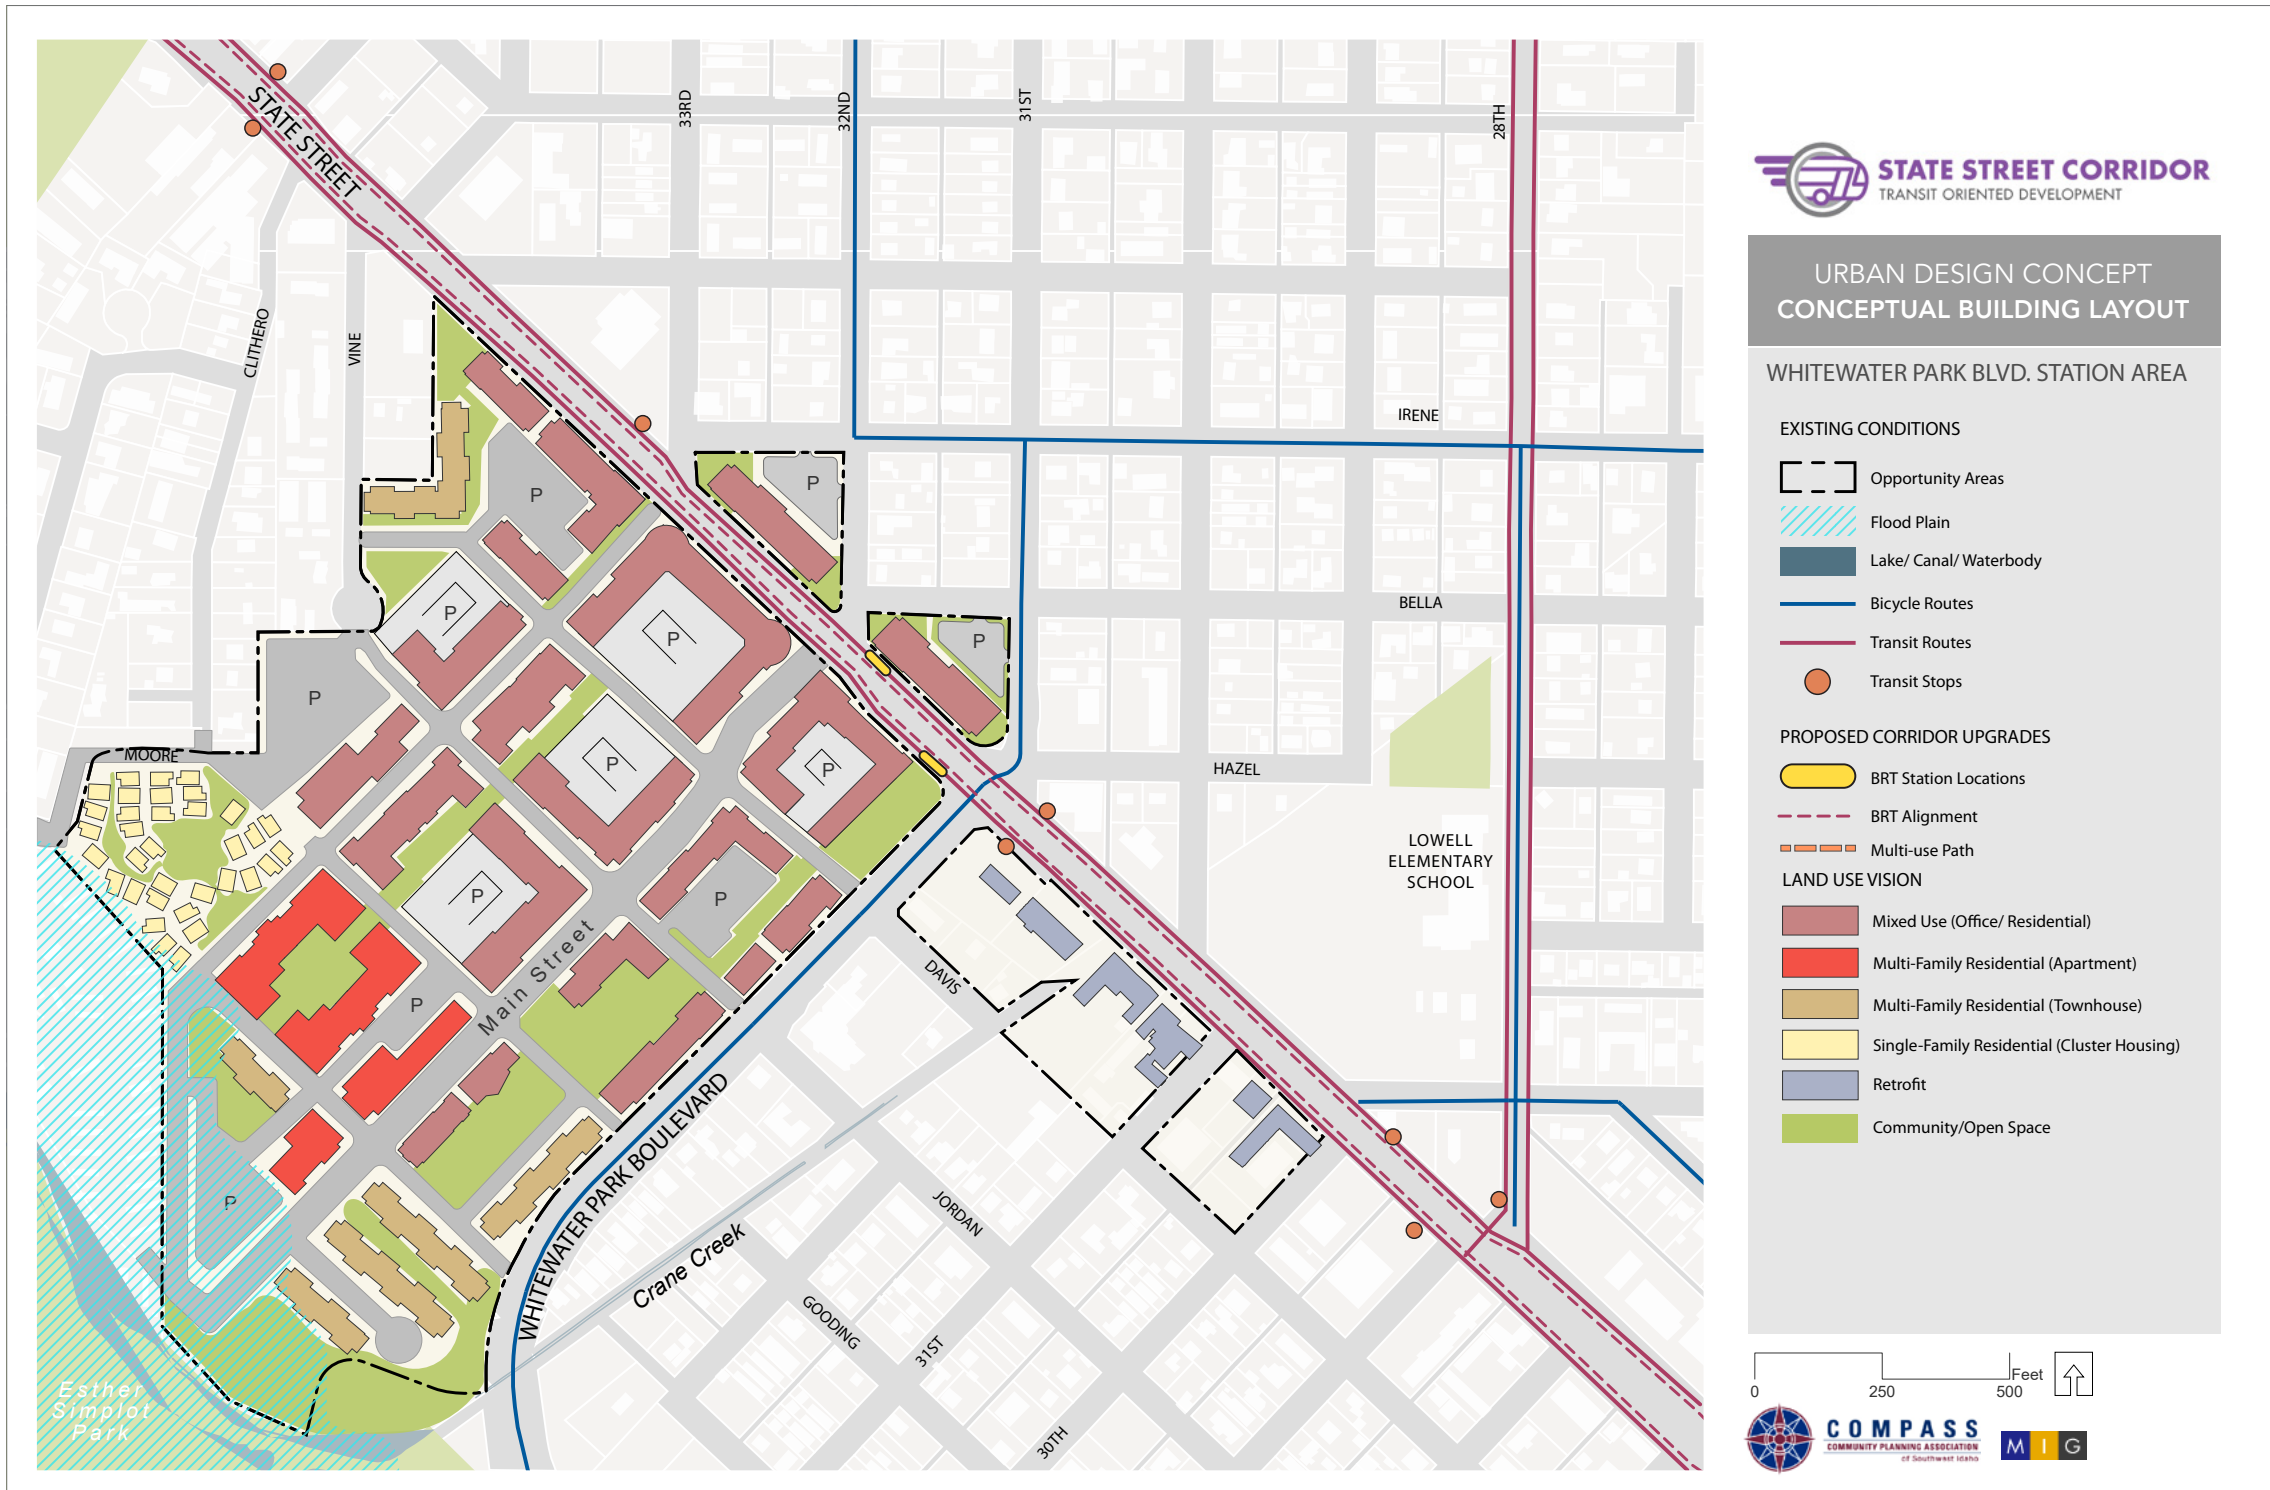 STATE STREET
33RD
32ND
31ST
28TH
CLITHERO
VINE
IRENE
BELLA
HAZEL
MOORE
P
P
P
P
P
P
P
P
P
P
P
P
P
LOWELL
ELEMENTARY
SCHOOL
Main Street
DAVIS
WHITEWATER PARK BOULEVARD
Crane Creek
JORDAN
GOODING
31ST
30TH
Esther
Simplot
Park
STATE STREET CORRIDOR
TRANSIT ORIENTED DEVELOPMENT
URBAN DESIGN CONCEPT
CONCEPTUAL BUILDING LAYOUT
WHITEWATER PARK BLVD. STATION AREA
EXISTING CONDITIONS
Opportunity Areas
Flood Plain
Lake/ Canal/ Waterbody
Bicycle Routes
Transit Routes
Transit Stops
PROPOSED CORRIDOR UPGRADES
BRT Station Locations
BRT Alignment
Multi-use Path
LAND USE VISION
Mixed Use (Office/ Residential)
Multi-Family Residential (Apartment)
Multi-Family Residential (Townhouse)
Single-Family Residential (Cluster Housing)
Retrofit
Community/Open Space
Feet
0 250 500
COMPASS
COMMUNITY PLANNING ASSOCIATION
of Southwest Idaho
M I G